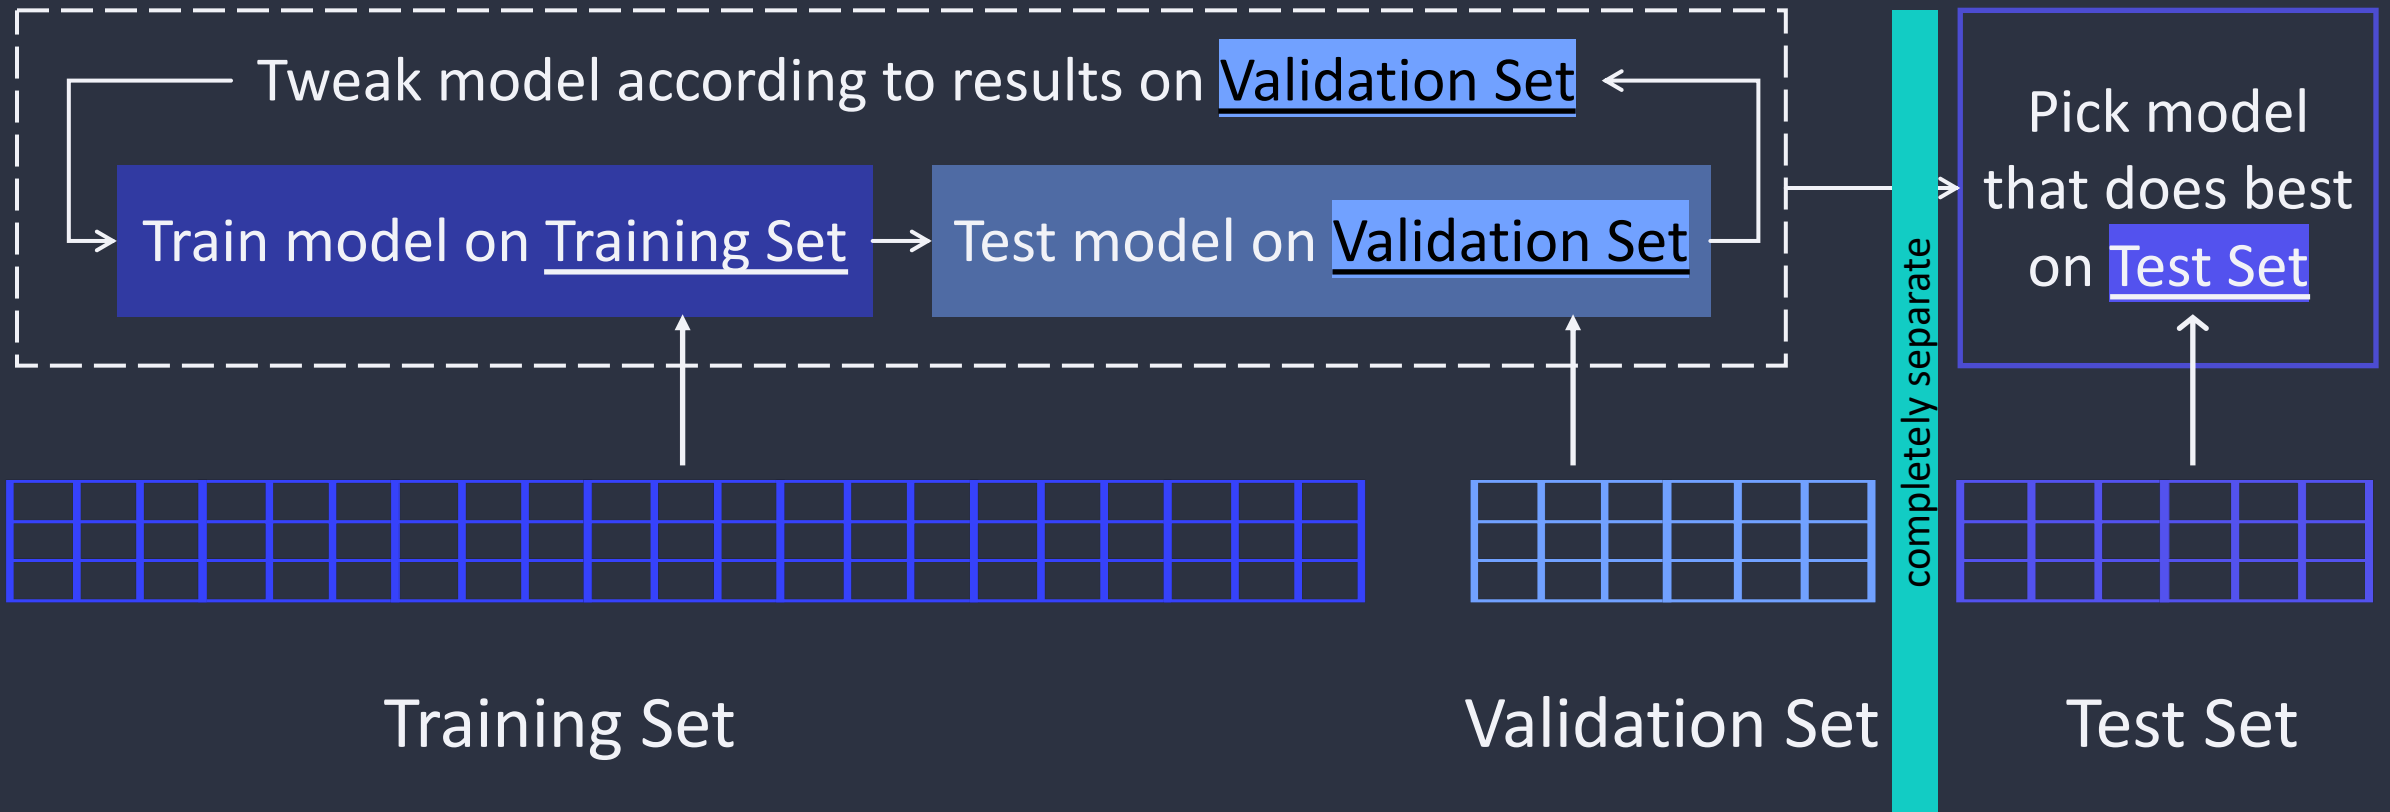 Tweak model according to results on Validation Set
Train model on Training Set
Test model on Validation Set
completely separate
Pick model
that does best
on Test Set
Training Set
Validation Set
Test Set